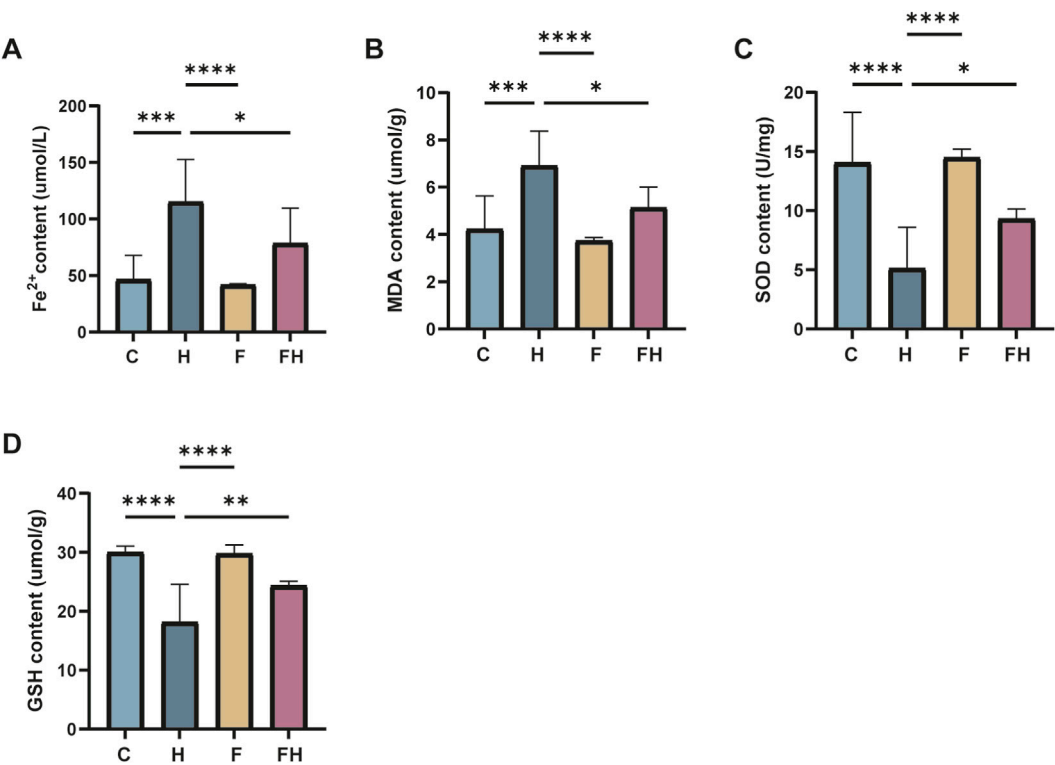 A
****
***
*
Fe2+content (umol/L)
200
150
100
50
0
C H F FH
B
****
***
*
MDA content (umol/g)
10
8
6
4
2
0
C H F FH
C
****
****
*
SOD content (U/mg)
20
15
10
5
0
C H F FH
D
****
****
**
GSH content (umol/g)
40
30
20
10
0
C H F FH